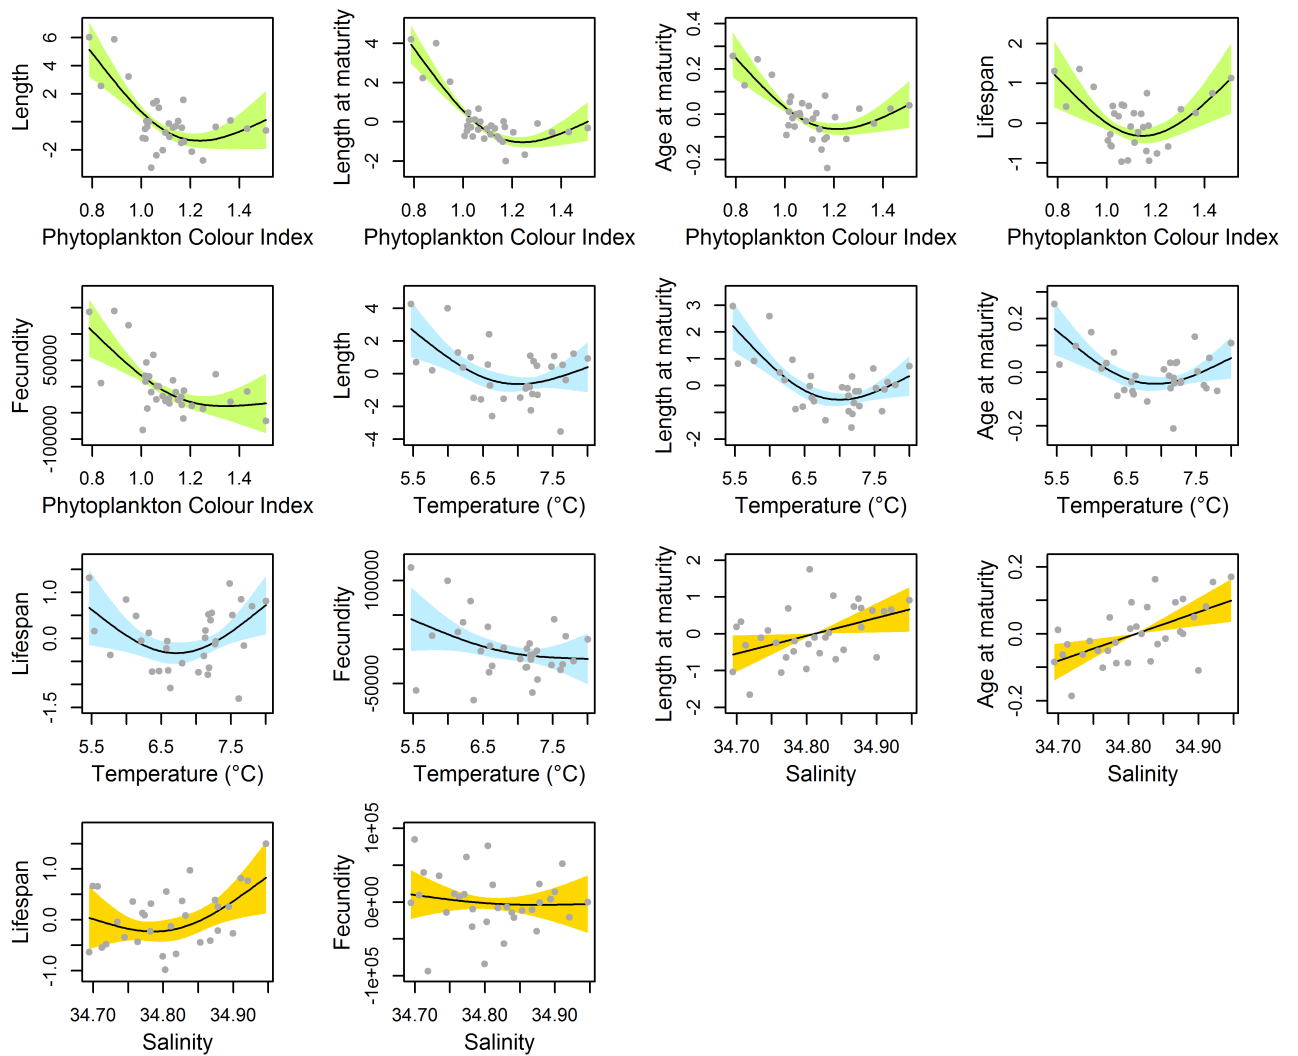 Length
6
2
-2
0.8 1.0 1.2 1.4
Phytoplankton Colour Index
Length at maturity
4
2
0
-2
0.8 1.0 1.2 1.4
Phytoplankton Colour Index
Age at maturity
0.4
0.2
0.0
-0.2
0.8 1.0 1.2 1.4
Phytoplankton Colour Index
Lifespan
2
1
0
-1
0.8 1.0 1.2 1.4
Phytoplankton Colour Index
Fecundity
50000
-100000
0.8 1.0 1.2 1.4
Phytoplankton Colour Index
Length
4
2
0
-2
-4
5.5 6.5 7.5
Temperature (°C)
Length at maturity
3
2
1
0
-2
5.5 6.5 7.5
Temperature (°C)
Age at maturity
0.2
0.0
-0.2
5.5 6.5 7.5
Temperature (°C)
Lifespan
1.0
0.0
-1.5
5.5 6.5 7.5
Temperature (°C)
Fecundity
100000
-50000
5.5 6.5 7.5
Temperature (°C)
Length at maturity
2
1
0
-1
-2
34.70 34.80 34.90
Salinity
Age at maturity
0.2
0.0
-0.2
34.70 34.80 34.90
Salinity
Lifespan
1.0
0.0
-1.0
34.70 34.80 34.90
Salinity
Fecundity
1e+05
0e+00
-1e+05
34.70 34.80 34.90
Salinity